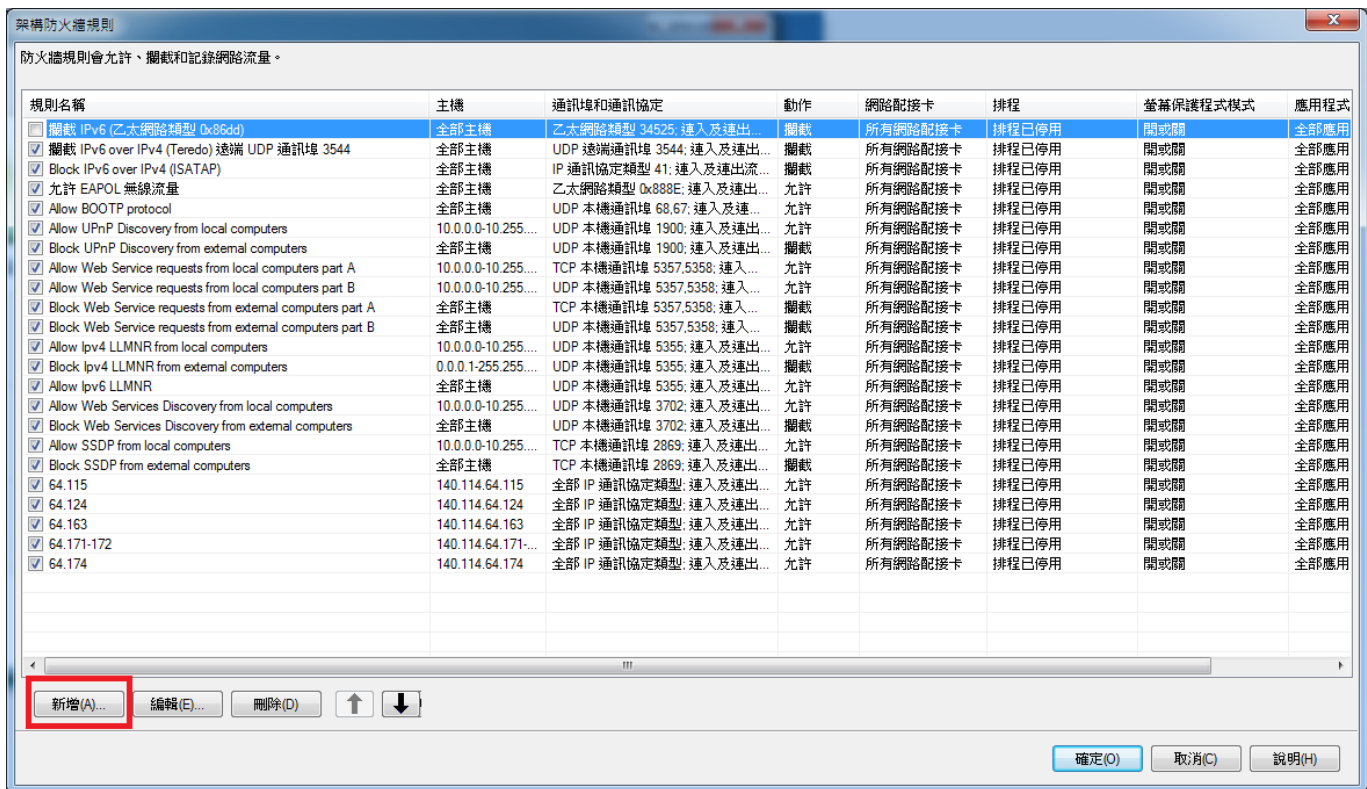 架構防火牆規則
防火牆規則會允許、攔截和記錄網路流量。
規則名稱 主機 通訊埠和通訊協定 動作 網路配接卡 排程 螢幕保護程式模式 應用程式
攔截 IPv6 (乙太網路類型 0x86dd) 全部主機 乙太網路類型 34525; 連入及連出... 攔截 所有網路配接卡 排程已停用 開或關 全部應用
攔截 IPv6 over IPv4 (Teredo) 遠端 UDP 通訊埠 3544 全部主機 UDP 遠端通訊埠 3544; 連入及連出... 攔截 所有網路配接卡 排程已停用 開或關 全部應用
Block IPv6 over IPv4 (ISATAP) 全部主機 IP 通訊協定類型 41; 連入及連出流... 攔截 所有網路配接卡 排程已停用 開或關 全部應用
允許 EAPOL 無線流量 全部主機 乙太網路類型 0x888E; 連入及連出... 允許 所有網路配接卡 排程已停用 開或關 全部應用
Allow BOOTP protocol 全部主機 UDP 本機通訊埠 68,67; 連入及連... 允許 所有網路配接卡 排程已停用 開或關 全部應用
Allow UPnP Discovery from local computers 10.0.0.0-10.255.... UDP 本機通訊埠 1900; 連入及連出... 允許 所有網路配接卡 排程已停用 開或關 全部應用
Block UPnP Discovery from external computers 全部主機 UDP 本機通訊埠 1900; 連入及連出... 攔截 所有網路配接卡 排程已停用 開或關 全部應用
Allow Web Service requests from local computers part A 10.0.0.0-10.255.... TCP 本機通訊埠 5357,5358; 連入... 允許 所有網路配接卡 排程已停用 開或關 全部應用
Allow Web Service requests from local computers part B 10.0.0.0-10.255.... UDP 本機通訊埠 5357,5358; 連入... 允許 所有網路配接卡 排程已停用 開或關 全部應用
Block Web Service requests from external computers part A 全部主機 TCP 本機通訊埠 5357,5358; 連入... 攔截 所有網路配接卡 排程已停用 開或關 全部應用
Block Web Service requests from external computers part B 全部主機 UDP 本機通訊埠 5357,5358; 連入... 攔截 所有網路配接卡 排程已停用 開或關 全部應用
Allow Ipv4 LLMNR from local computers 10.0.0.0-10.255.... UDP 本機通訊埠 5355; 連入及連出... 允許 所有網路配接卡 排程已停用 開或關 全部應用
Block Ipv4 LLMNR from external computers 0.0.0.1-255.255.... UDP 本機通訊埠 5355; 連入及連出... 攔截 所有網路配接卡 排程已停用 開或關 全部應用
Allow Ipv6 LLMNR 全部主機 UDP 本機通訊埠 5355; 連入及連出... 允許 所有網路配接卡 排程已停用 開或關 全部應用
Allow Web Services Discovery from local computers 10.0.0.0-10.255.... UDP 本機通訊埠 3702; 連入及連出... 允許 所有網路配接卡 排程已停用 開或關 全部應用
Block Web Services Discovery from external computers 全部主機 UDP 本機通訊埠 3702; 連入及連出... 攔截 所有網路配接卡 排程已停用 開或關 全部應用
Allow SSDP from local computers 10.0.0.0-10.255.... TCP 本機通訊埠 2869; 連入及連出... 允許 所有網路配接卡 排程已停用 開或關 全部應用
Block SSDP from external computers 全部主機 TCP 本機通訊埠 2869; 連入及連出... 攔截 所有網路配接卡 排程已停用 開或關 全部應用
64.115 140.114.64.115 全部 IP 通訊協定類型; 連入及連出... 允許 所有網路配接卡 排程已停用 開或關 全部應用
64.124 140.114.64.124 全部 IP 通訊協定類型; 連入及連出... 允許 所有網路配接卡 排程已停用 開或關 全部應用
64.163 140.114.64.163 全部 IP 通訊協定類型; 連入及連出... 允許 所有網路配接卡 排程已停用 開或關 全部應用
64.171-172 140.114.64.171-... 全部 IP 通訊協定類型; 連入及連出... 允許 所有網路配接卡 排程已停用 開或關 全部應用
64.174 140.114.64.174 全部 IP 通訊協定類型; 連入及連出... 允許 所有網路配接卡 排程已停用 開或關 全部應用
新增(A)... 編輯(E)... 刪除(D)
確定(O) 取消(C) 說明(H)